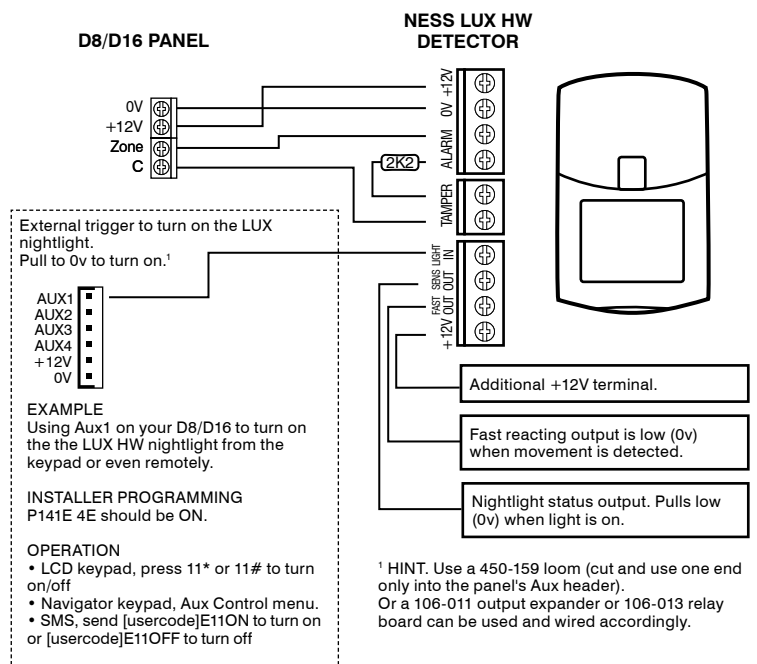 D8/D16 PANEL
NESS LUX HW
DETECTOR
0V
+12V
Zone
C
+12V
0V
ALARM
2K2
TAMPER
LIGHT
IN
SENS
OUT
FAST
OUT
+12V
External trigger to turn on the LUX
nightlight.
Pull to 0v to turn on.¹
AUX1
AUX2
AUX3
AUX4
+12V
0V
EXAMPLE
Using Aux1 on your D8/D16 to turn on
the the LUX HW nightlight from the
keypad or even remotely.
INSTALLER PROGRAMMING
P141E 4E should be ON.
OPERATION
• LCD keypad, press 11* or 11# to turn
on/off
• Navigator keypad, Aux Control menu.
• SMS, send [usercode]E11ON to turn on
or [usercode]E11OFF to turn off
Additional +12V terminal.
Fast reacting output is low (0v)
when movement is detected.
Nightlight status output. Pulls low
(0v) when light is on.
¹ HINT. Use a 450-159 loom (cut and use one end
only into the panel's Aux header).
Or a 106-011 output expander or 106-013 relay
board can be used and wired accordingly.